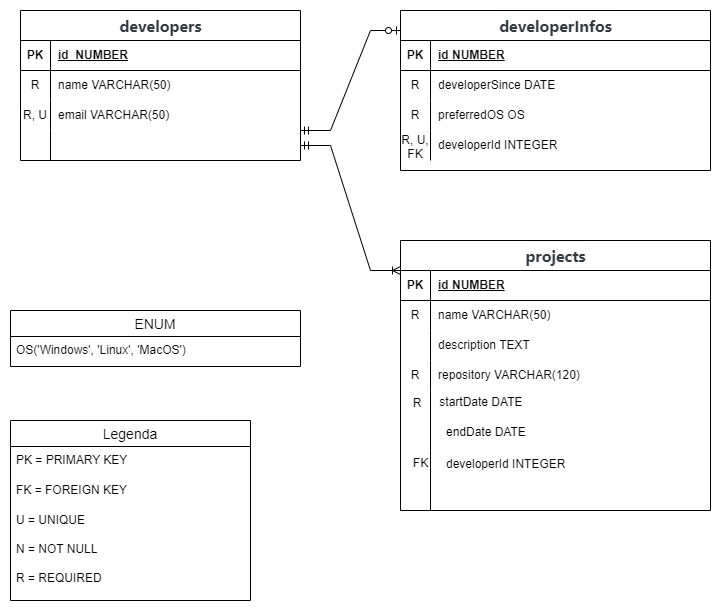 developers
PK id NUMBER
R name VARCHAR(50)
R, U email VARCHAR(50)
developerInfos
PK id NUMBER
R developerSince DATE
R preferredOS OS
R, U, FK developerId INTEGER
projects
PK id NUMBER
R name VARCHAR(50)
description TEXT
R repository VARCHAR(120)
R startDate DATE
endDate DATE
FK developerId INTEGER
ENUM
OS('Windows', 'Linux', 'MacOS')
Legenda
PK = PRIMARY KEY
FK = FOREIGN KEY
U = UNIQUE
N = NOT NULL
R = REQUIRED